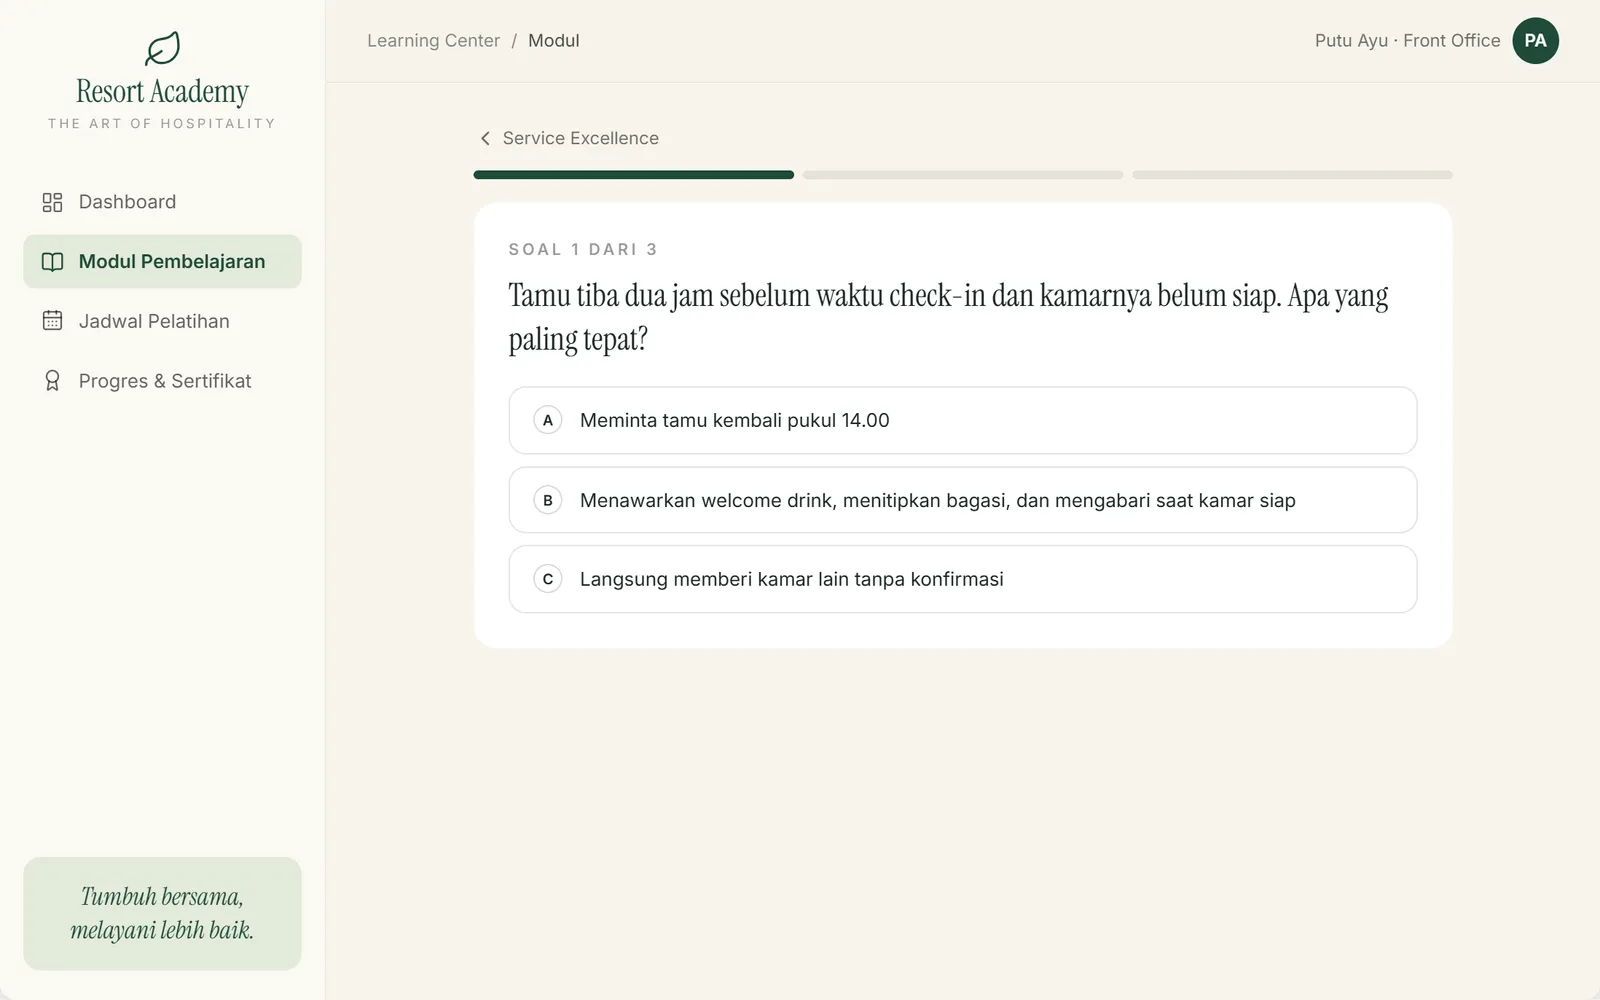 Resort Academy
THE ART OF HOSPITALITY
Dashboard
Modul Pembelajaran
Jadwal Pelatihan
Progres & Sertifikat
Tumbuh bersama,
melayani lebih baik.
Learning Center / Modul
Putu Ayu · Front Office PA
Service Excellence
SOAL 1 DARI 3
Tamu tiba dua jam sebelum waktu check-in dan kamarnya belum siap. Apa yang
paling tepat?
A Meminta tamu kembali pukul 14.00
B Menawarkan welcome drink, menitipkan bagasi, dan mengabari saat kamar siap
C Langsung memberi kamar lain tanpa konfirmasi